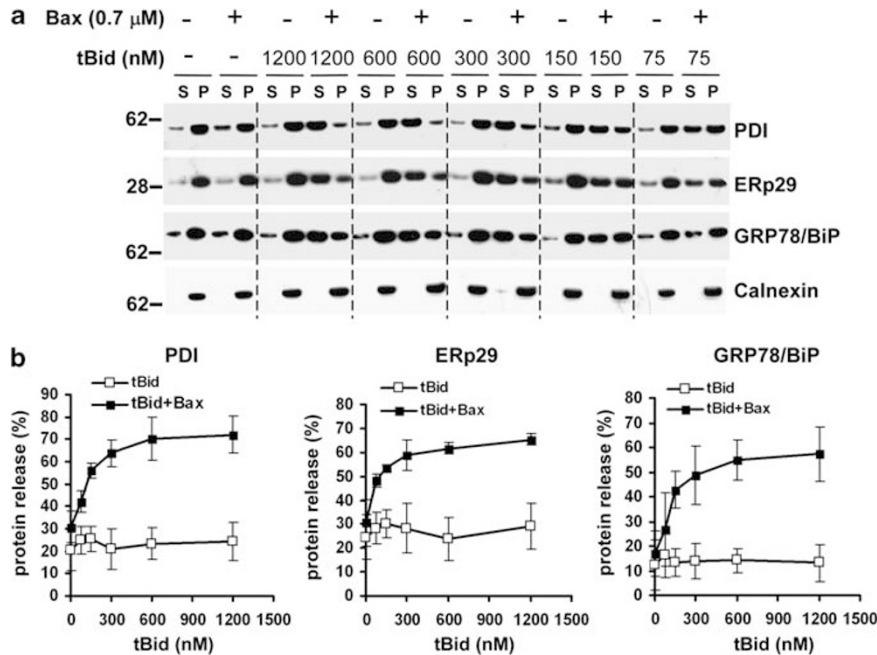 a
Bax (0.7 μM) - + - + - + - + - + - +
tBid (nM) - - 1200 1200 600 600 300 300 150 150 75 75
S P S P S P S P S P S P S P S P S P S P S P S P
62 PDI
28 ERp29
62 GRP78/BiP
62 Calnexin
b
PDI
tBid
tBid+Bax
protein release (%)
90
80
70
60
50
40
30
20
10
0
0 300 600 900 1200 1500
tBid (nM)
ERp29
tBid
tBid+Bax
protein release (%)
80
70
60
50
40
30
20
10
0
0 300 600 900 1200 1500
tBid (nM)
GRP78/BiP
tBid
tBid+Bax
protein release (%)
80
70
60
50
40
30
20
10
0
0 300 600 900 1200 1500
tBid (nM)